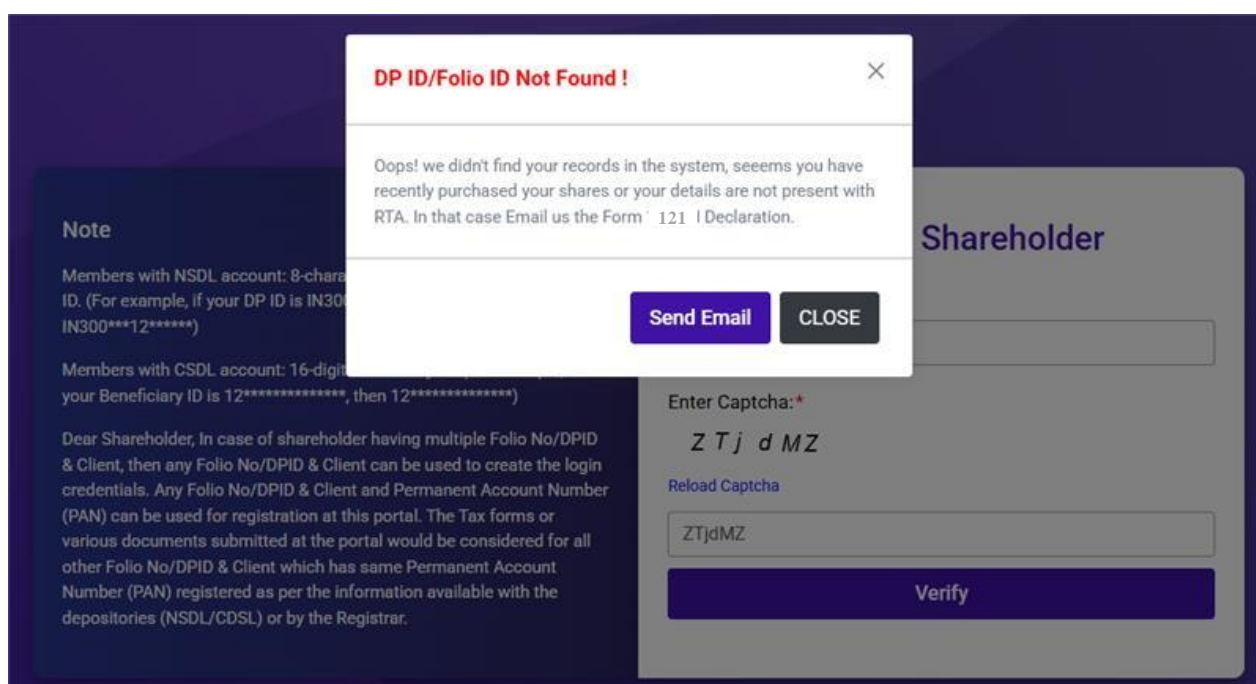 DP ID/Folio ID Not Found !
×
Oops! we didn't find your records in the system, seeems you have
recently purchased your shares or your details are not present with
RTA. In that case Email us the Form 121 Declaration.
Send Email
CLOSE
Note
Members with NSDL account: 8-chara
ID. (For example, if your DP ID is IN300
IN300***12******)
Members with CSDL account: 16-digit
your Beneficiary ID is 12**************, then 12**************)
Dear Shareholder, In case of shareholder having multiple Folio No/DPID
& Client, then any Folio No/DPID & Client can be used to create the login
credentials. Any Folio No/DPID & Client and Permanent Account Number
(PAN) can be used for registration at this portal. The Tax forms or
various documents submitted at the portal would be considered for all
other Folio No/DPID & Client which has same Permanent Account
Number (PAN) registered as per the information available with the
depositories (NSDL/CDSL) or by the Registrar.
Shareholder
Enter Captcha:*
Z T j d M Z
Reload Captcha
ZTjdMZ
Verify